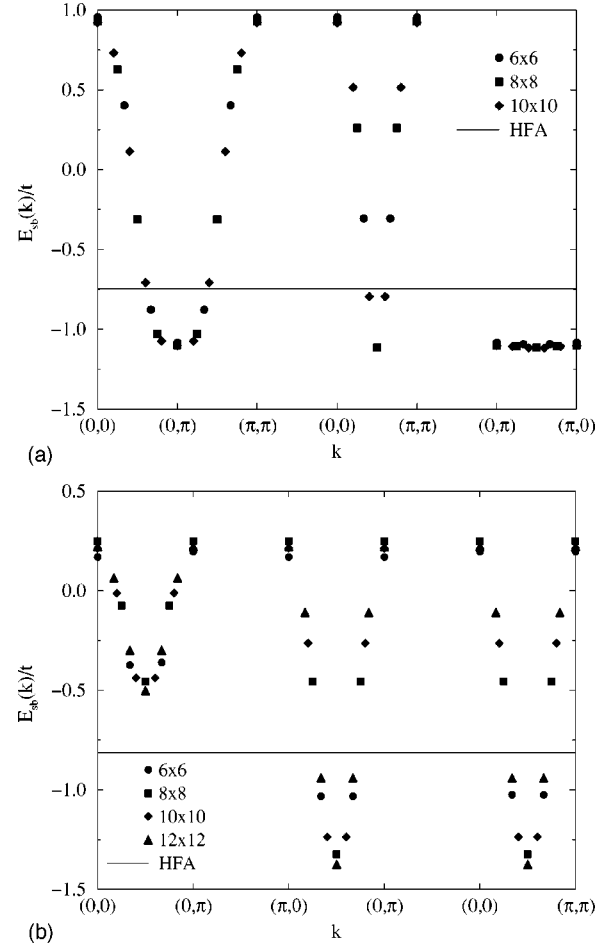 1.0
0.5
0.0
−0.5
−1.0
−1.5
E_sb(k)/t
6x6
8x8
10x10
HFA
(0,0) (0,π) (π,π) (0,0) (π,π) (0,π) (π,0)
k
(a)
0.5
0.0
−0.5
−1.0
−1.5
E_sb(k)/t
6x6
8x8
10x10
12x12
HFA
(0,0) (0,π) (π,0) (0,π) (0,0) (π,π)
k
(b)